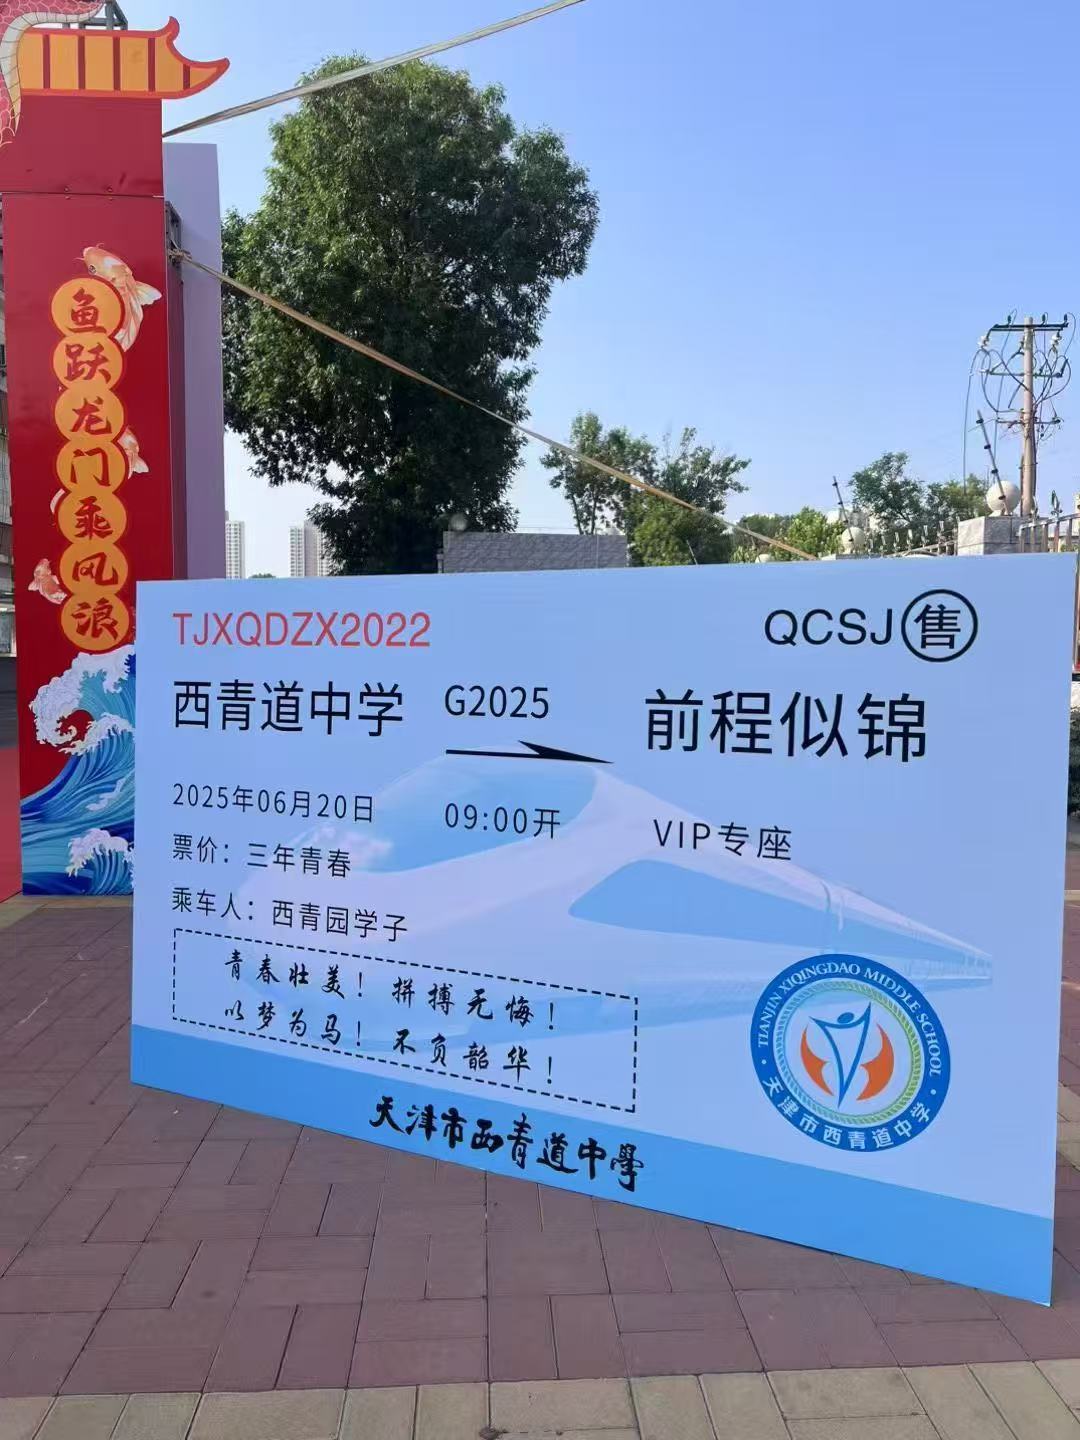 鱼跃龙门乘风浪
TJXQDZX2022
QCSJ售
西青道中学
G2025
前程似锦
2025年06月20日
09:00开
VIP专座
票价：三年青春
乘车人：西青园学子
青春壮美！拼搏无悔！
以梦为马！不负韶华！
天津市西青道中學
TIANJIN XIQINGDAO MIDDLE SCHOOL
天津市西青道中学